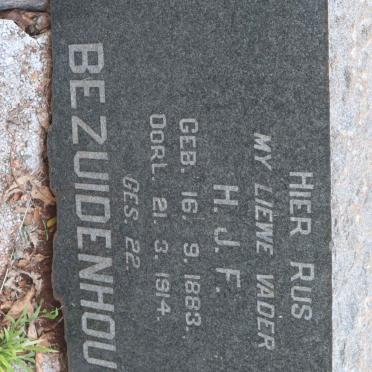 HIER RUS
MY LIEWE VADER
H. J. F.
GEB. 16. 9. 1883.
OORL. 21. 3. 1914.
GES. 22.
BEZUIDENHOU